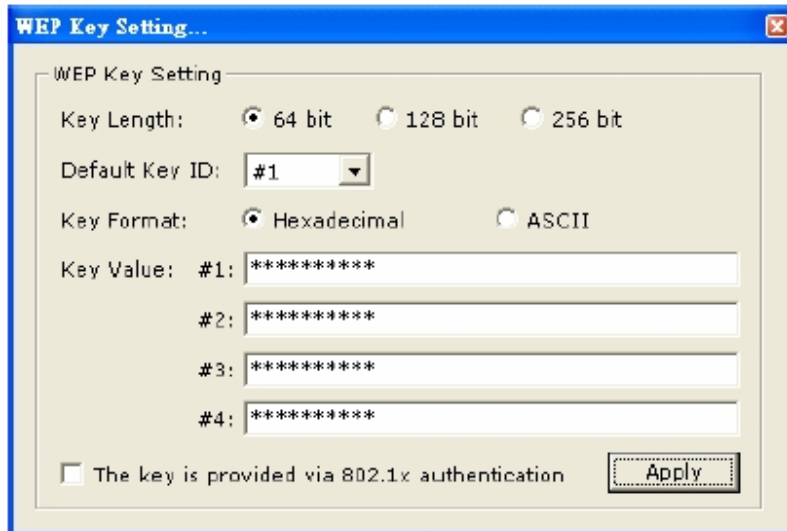 WEP Key Setting...
WEP Key Setting
Key Length: 64 bit 128 bit 256 bit
Default Key ID: #1
Key Format: Hexadecimal ASCII
Key Value: #1: **********
#2: **********
#3: **********
#4: **********
The key is provided via 802.1x authentication Apply